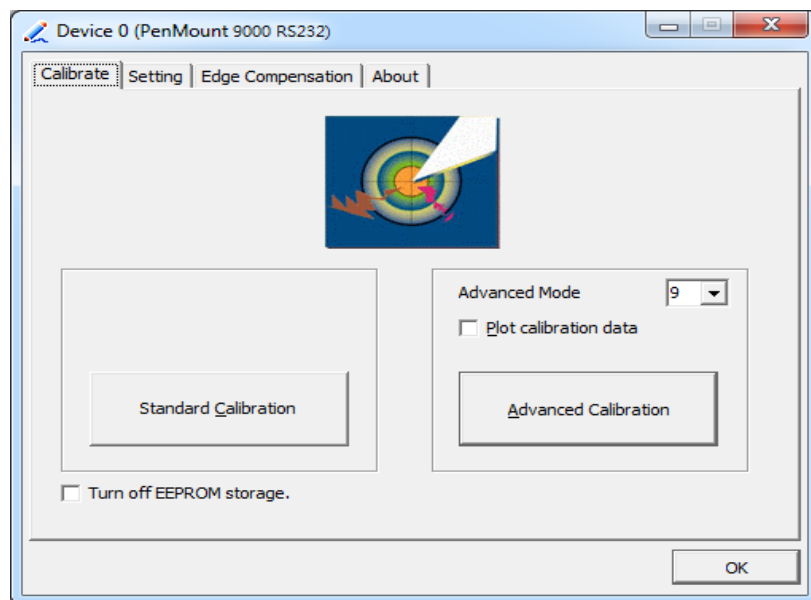 Device 0 (PenMount 9000 RS232)
Calibrate Setting Edge Compensation About
Advanced Mode 9
Plot calibration data
Standard Calibration
Advanced Calibration
Turn off EEPROM storage.
OK